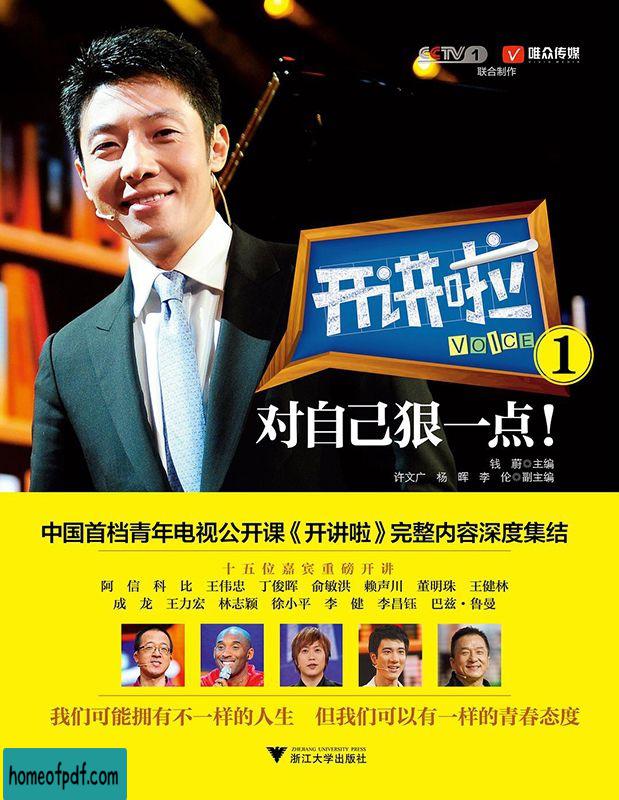 CCTV 1 唯众传媒
VIVID MEDIA
联合制作
开讲啦
VOICE
1
对自己狠一点！
钱 蔚◎主编
许文广 杨 晖 李 伦◎副主编
中国首档青年电视公开课《开讲啦》完整内容深度集结
十五位嘉宾重磅开讲
阿 信 科 比 王伟忠 丁俊晖 俞敏洪 赖声川 董明珠 王健林
成 龙 王力宏 林志颖 徐小平 李 健 李昌钰 巴兹·鲁曼
我们可能拥有不一样的人生 但我们可以有一样的青春态度
ZHEJIANG UNIVERSITY PRESS
浙江大学出版社
homeofpdf.com